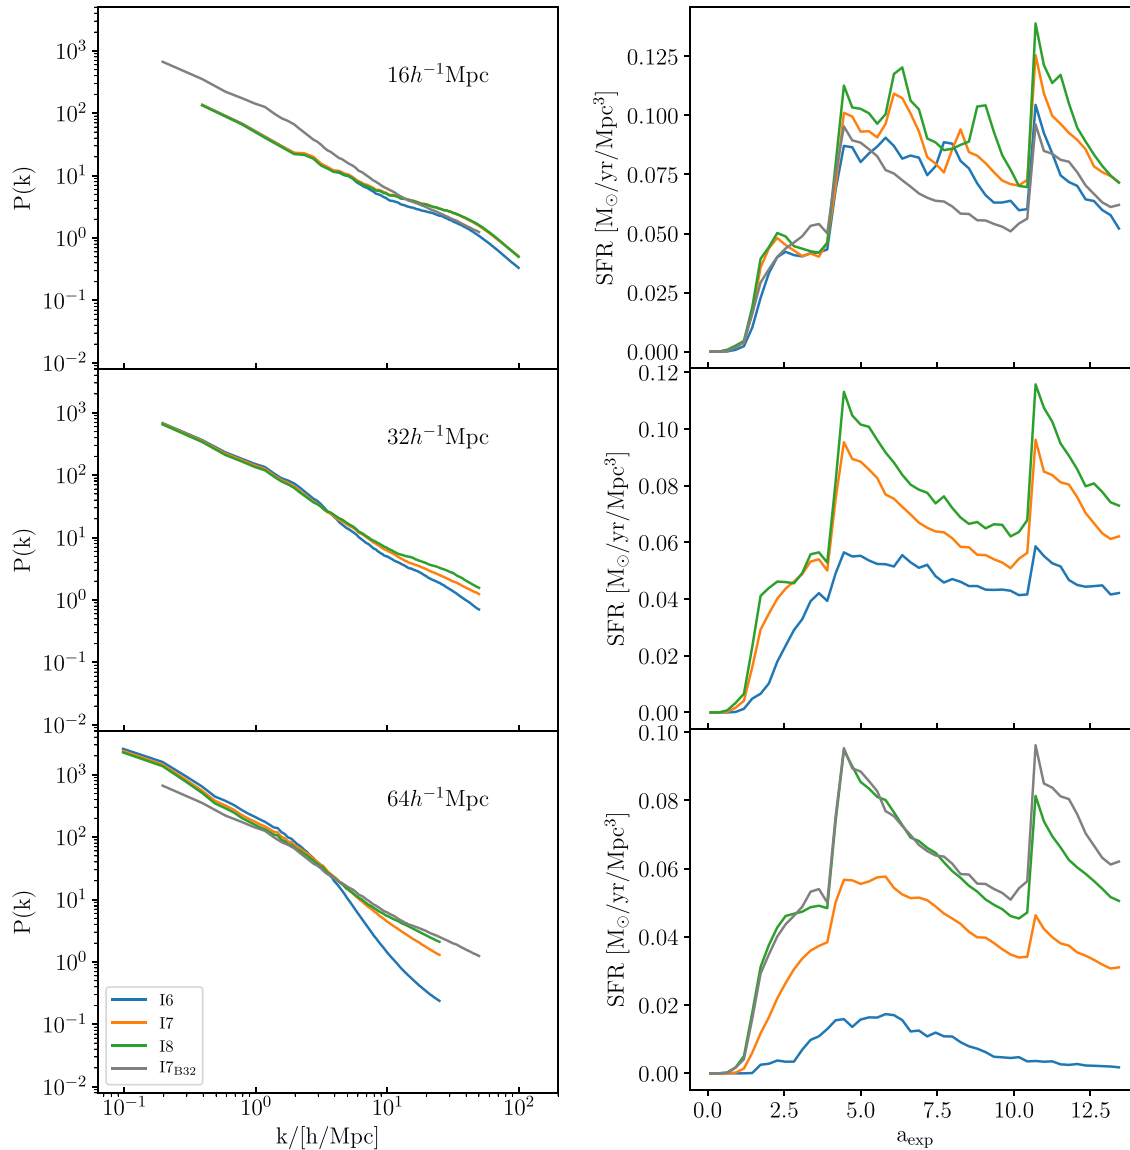 10³
10²
10¹
10⁰
10⁻¹
10⁻²
P(k)
16h⁻¹Mpc
0.125
0.100
0.075
0.050
0.025
0.000
SFR [M☉/yr/Mpc³]
10³
10²
10¹
10⁰
10⁻¹
10⁻²
P(k)
32h⁻¹Mpc
0.12
0.10
0.08
0.06
0.04
0.02
0.00
SFR [M☉/yr/Mpc³]
10³
10²
10¹
10⁰
10⁻¹
10⁻²
P(k)
64h⁻¹Mpc
I6
I7
I8
I7_B32
10⁻¹ 10⁰ 10¹ 10²
k/[h/Mpc]
0.10
0.08
0.06
0.04
0.02
0.00
SFR [M☉/yr/Mpc³]
0.0 2.5 5.0 7.5 10.0 12.5
a_exp